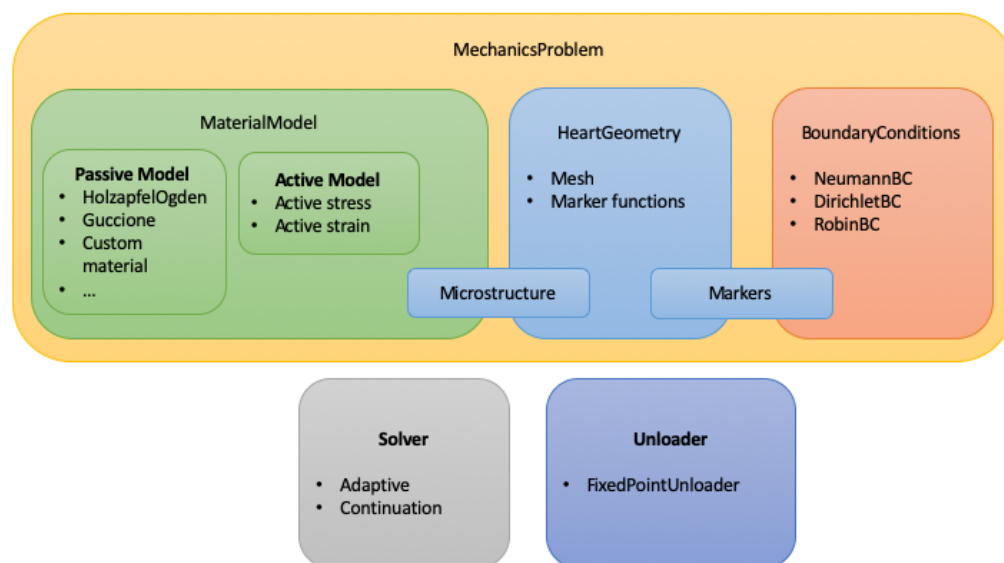 MechanicsProblem
MaterialModel
Passive Model
• HolzapfelOgden
• Guccione
• Custom
material
• ...
Active Model
• Active stress
• Active strain
HeartGeometry
• Mesh
• Marker functions
BoundaryConditions
• NeumannBC
• DirichletBC
• RobinBC
Microstructure
Markers
Solver
• Adaptive
• Continuation
Unloader
• FixedPointUnloader